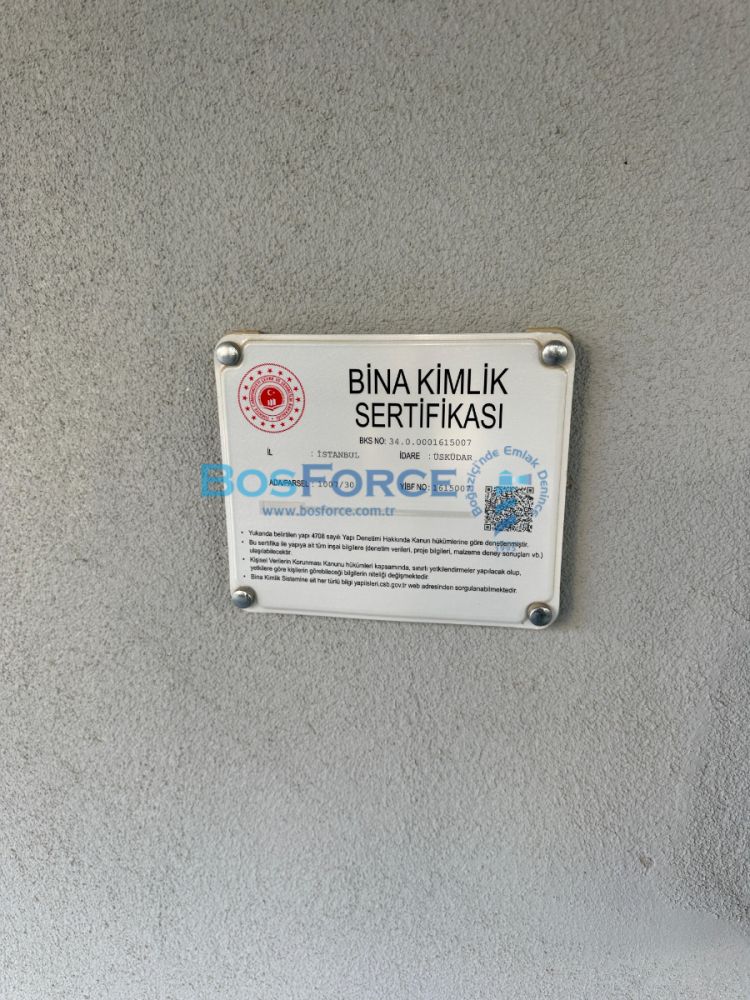 BİNA KİMLİK
SERTİFİKASI
BKS NO: 34.0.0001615007
İL : İSTANBUL İDARE : ÜSKÜDAR
ADA/PARSEL : 1007/30 YİBF NO: 1615007
BOSFORCE
www.bosforce.com.tr
Boğaziçi'nde Emlak Denince
1995
• Yukarıda belirtilen yapı 4708 sayılı Yapı Denetimi Hakkında Kanun hükümlerine göre denetlenmiştir.
• Bu sertifika ile yapıya ait tüm inşai bilgilere (denetim verileri, proje bilgileri, malzeme deney sonuçları vb.)
ulaşılabilecektir.
• Kişisel Verilerin Korunması Kanunu hükümleri kapsamında, sınırlı yetkilendirmeler yapılacak olup,
yetkilere göre kişilerin görebileceği bilgilerin niteliği değişmektedir.
• Bina Kimlik Sistemine ait her türlü bilgi yapiisleri.csb.gov.tr web adresinden sorgulanabilmektedir.